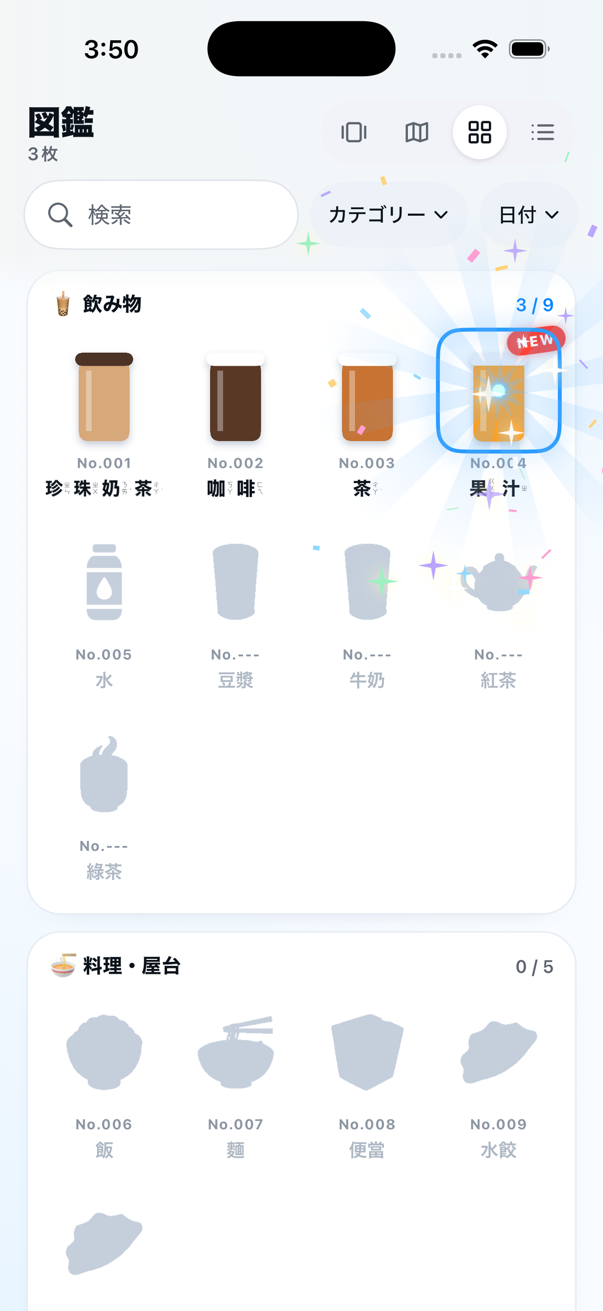 3:50
図鑑
3枚
検索
カテゴリー
日付
飲み物
3 / 9
NEW
No.001
No.002
No.003
珍珠奶茶
咖啡
茶
果汁
No.005
No.---
No.---
No.---
水
豆漿
牛奶
紅茶
No.---
綠茶
料理・屋台
0 / 5
No.006
No.007
No.008
No.009
飯
麵
便當
水餃